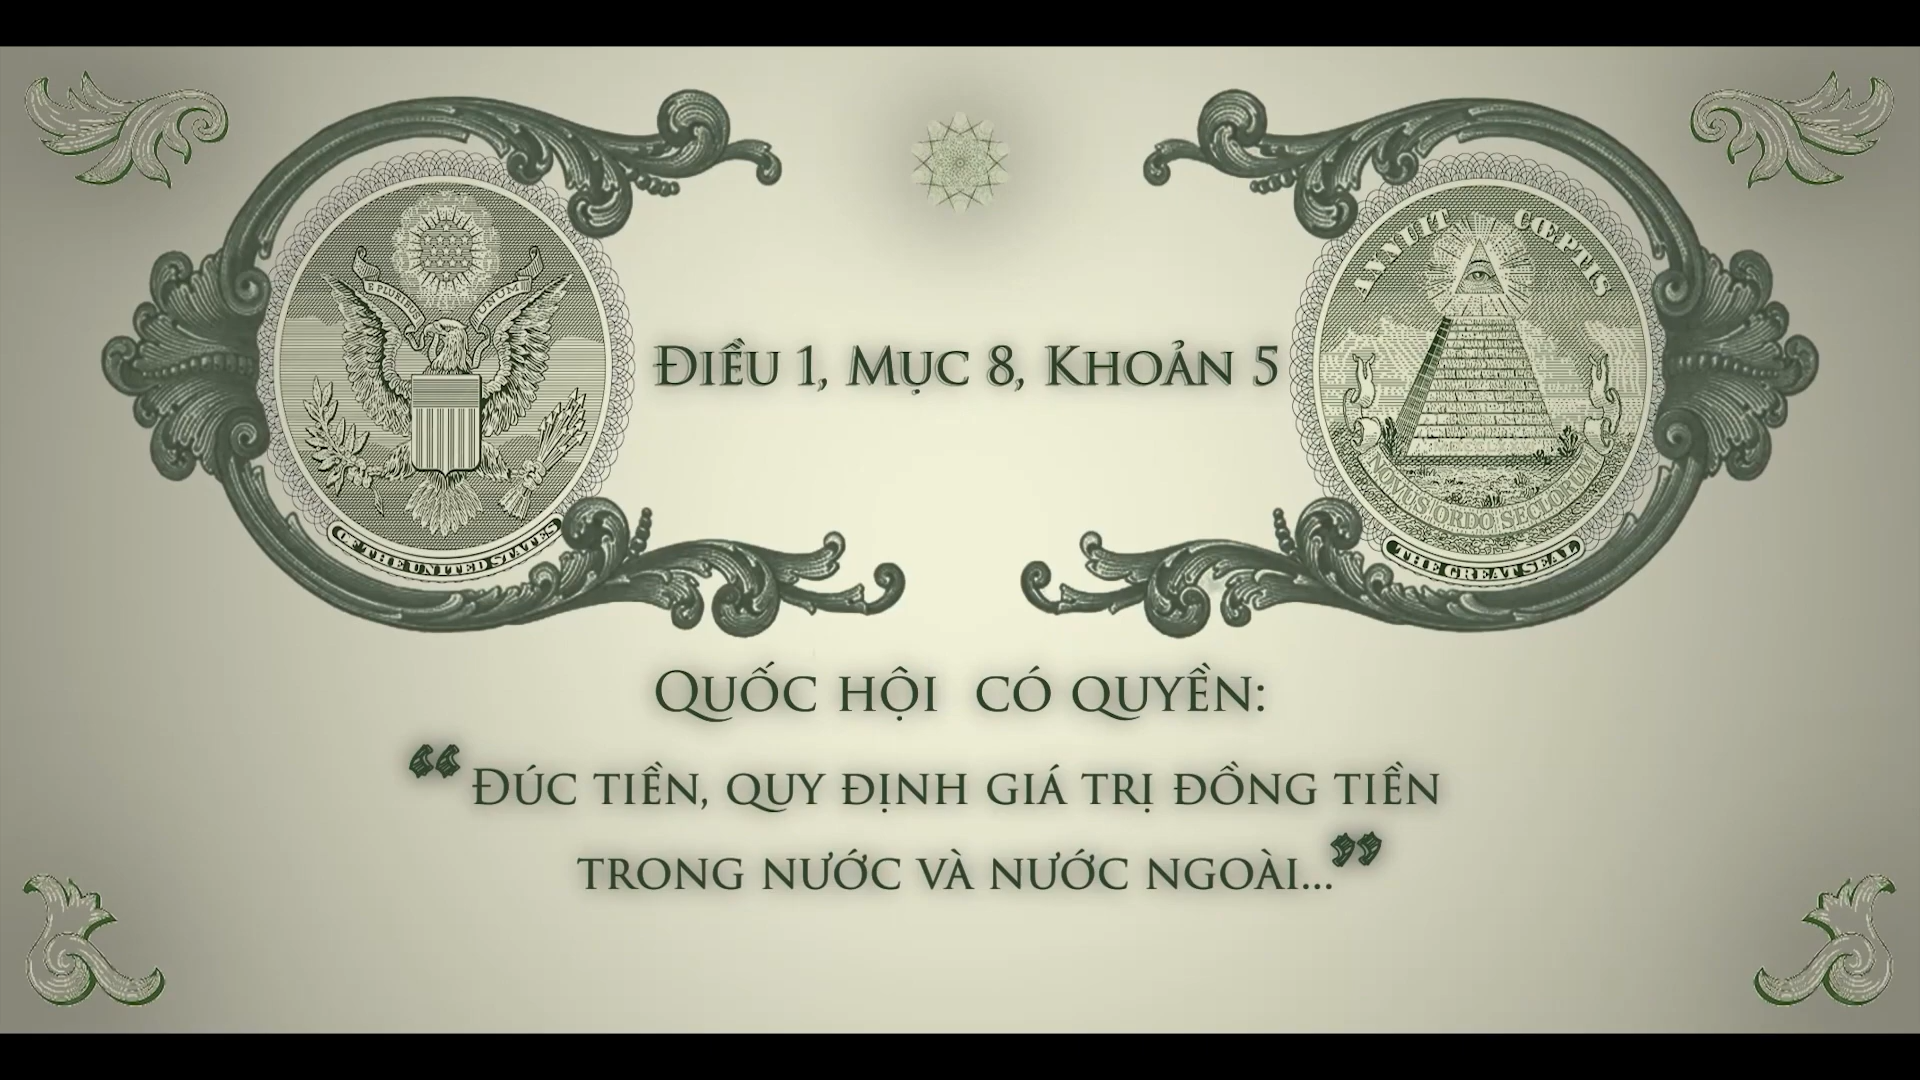 ANNUIT CŒPTIS
E PLURIBUS UNUM
Điều 1, Mục 8, Khoản 5
NOVUS ORDO SECLORUM
OF THE UNITED STATES
THE GREAT SEAL
Quốc hội có quyền:
“Đúc tiền, quy định giá trị đồng tiền
trong nước và nước ngoài...”